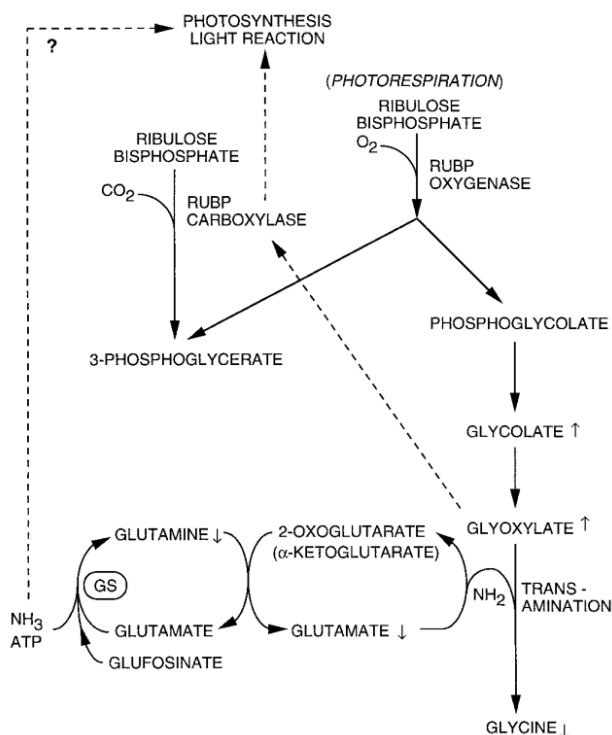 PHOTOSYNTHESIS
LIGHT REACTION
?
(PHOTORESPIRATION)
RIBULOSE
BISPHOSPHATE
O2
RUBP
OXYGENASE
RIBULOSE
BISPHOSPHATE
CO2
RUBP
CARBOXYLASE
PHOSPHOGLYCOLATE
3-PHOSPHOGLYCERATE
GLYCOLATE ↑
GLYOXYLATE ↑
GLUTAMINE ↓
2-OXOGLUTARATE
(α-KETOGLUTARATE)
GS
NH2
TRANS -
AMINATION
NH3
ATP
GLUTAMATE
GLUTAMATE ↓
GLUFOSINATE
GLYCINE ↓